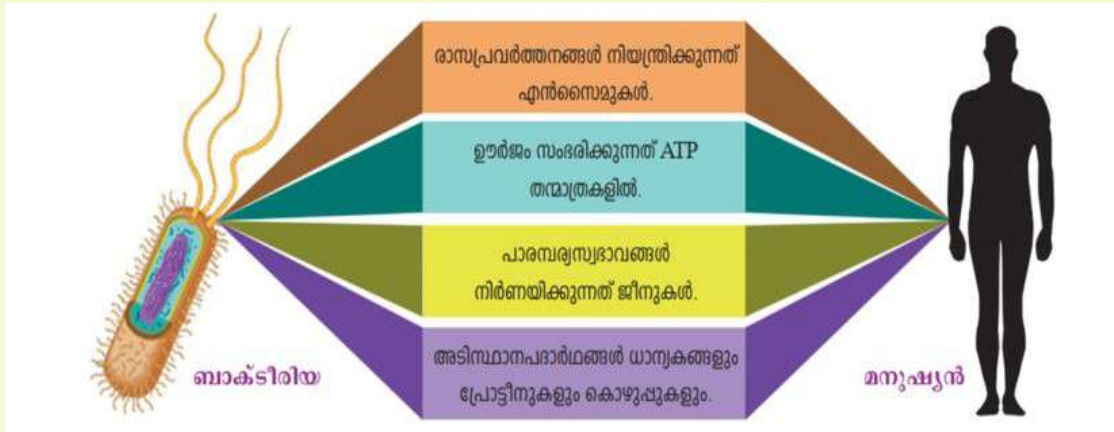 രാസപ്രവർത്തനങ്ങൾ നിയന്ത്രിക്കുന്നത്
എൻസൈമുകൾ.
ഊർജം സംഭരിക്കുന്നത് ATP
തന്മാത്രകളിൽ.
പാരമ്പര്യസ്വഭാവങ്ങൾ
നിർണയിക്കുന്നത് ജീനുകൾ.
അടിസ്ഥാനപദാർഥങ്ങൾ ധാന്യകങ്ങളും
പ്രോട്ടീനുകളും കൊഴുപ്പുകളും.
ബാക്ടീരിയ
മനുഷ്യൻ